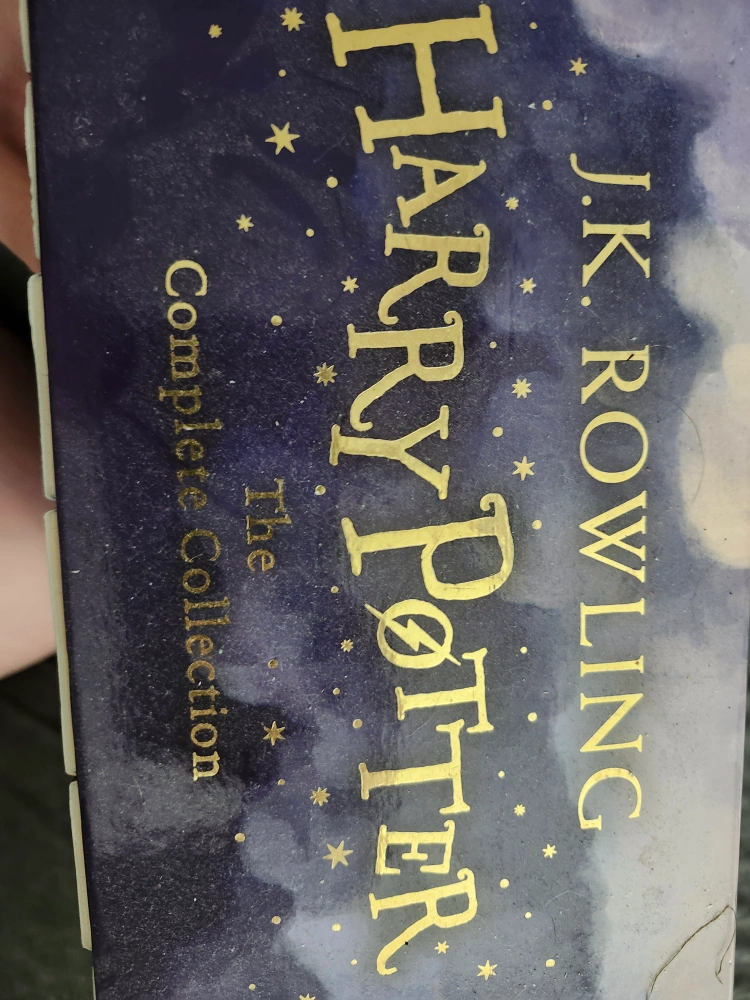 J.K. ROWLING
HARRY POTTER
The
Complete Collection